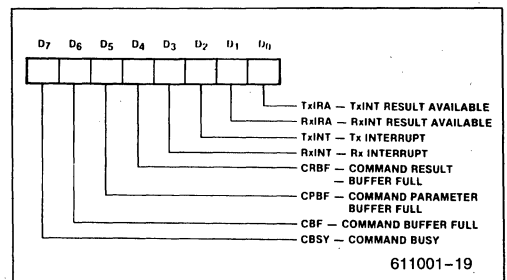 D7 D6 D5 D4 D3 D2 D1 D0
TxIRA — TxINT RESULT AVAILABLE
RxIRA — RxINT RESULT AVAILABLE
TxINT — Tx INTERRUPT
RxINT — Rx INTERRUPT
CRBF — COMMAND RESULT
— BUFFER FULL
CPBF — COMMAND PARAMETER
BUFFER FULL
CBF — COMMAND BUFFER FULL
CBSY — COMMAND BUSY
611001–19